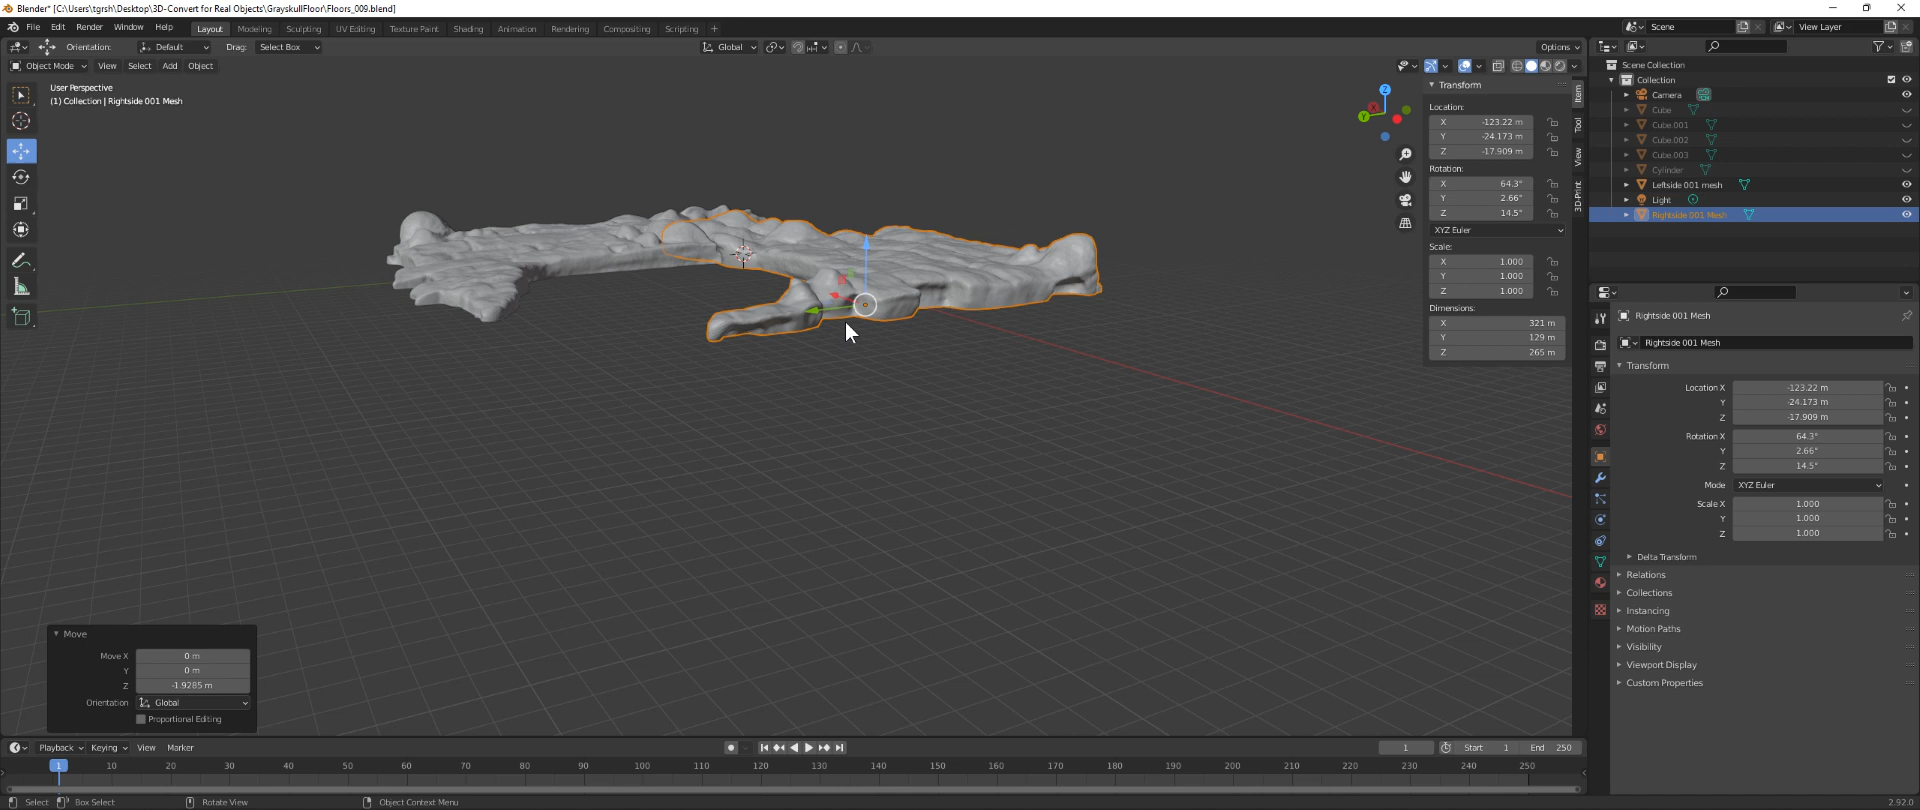 Blender* [C:\Users\tgrsh\Desktop\3D-Convert for Real Objects\GrayskullFloor\Floors_009.blend]
File Edit Render Window Help Layout Modeling Sculpting UV Editing Texture Paint Shading Animation Rendering Compositing Scripting + Scene View Layer
Orientation: Default Drag: Select Box Global Options
Object Mode View Select Add Object
User Perspective
(1) Collection | Rightside 001 Mesh
Z
Y
Transform
Location:
X -123.22 m
Y -24.173 m
Z -17.909 m
Rotation:
X 64.3°
Y 2.66°
Z 14.5°
XYZ Euler
Scale:
X 1.000
Y 1.000
Z 1.000
Dimensions:
X 321 m
Y 129 m
Z 265 m
Item
Tool
View
3D-Print
Scene Collection
Collection
Camera
Cube
Cube.001
Cube.002
Cube.003
Cylinder
Leftside 001 mesh
Light
Rightside 001 Mesh
Rightside 001 Mesh
Rightside 001 Mesh
Transform
Location X -123.22 m
Y -24.173 m
Z -17.909 m
Rotation X 64.3°
Y 2.66°
Z 14.5°
Mode XYZ Euler
Scale X 1.000
Y 1.000
Z 1.000
Delta Transform
Relations
Collections
Instancing
Motion Paths
Visibility
Viewport Display
Custom Properties
Move
Move X 0 m
Y 0 m
Z -1.9285 m
Orientation Global
Proportional Editing
Playback Keying View Marker 1 Start 1 End 250
1 10 20 30 40 50 60 70 80 90 100 110 120 130 140 150 160 170 180 190 200 210 220 230 240 250
Select Box Select Rotate View Object Context Menu 2.92.0